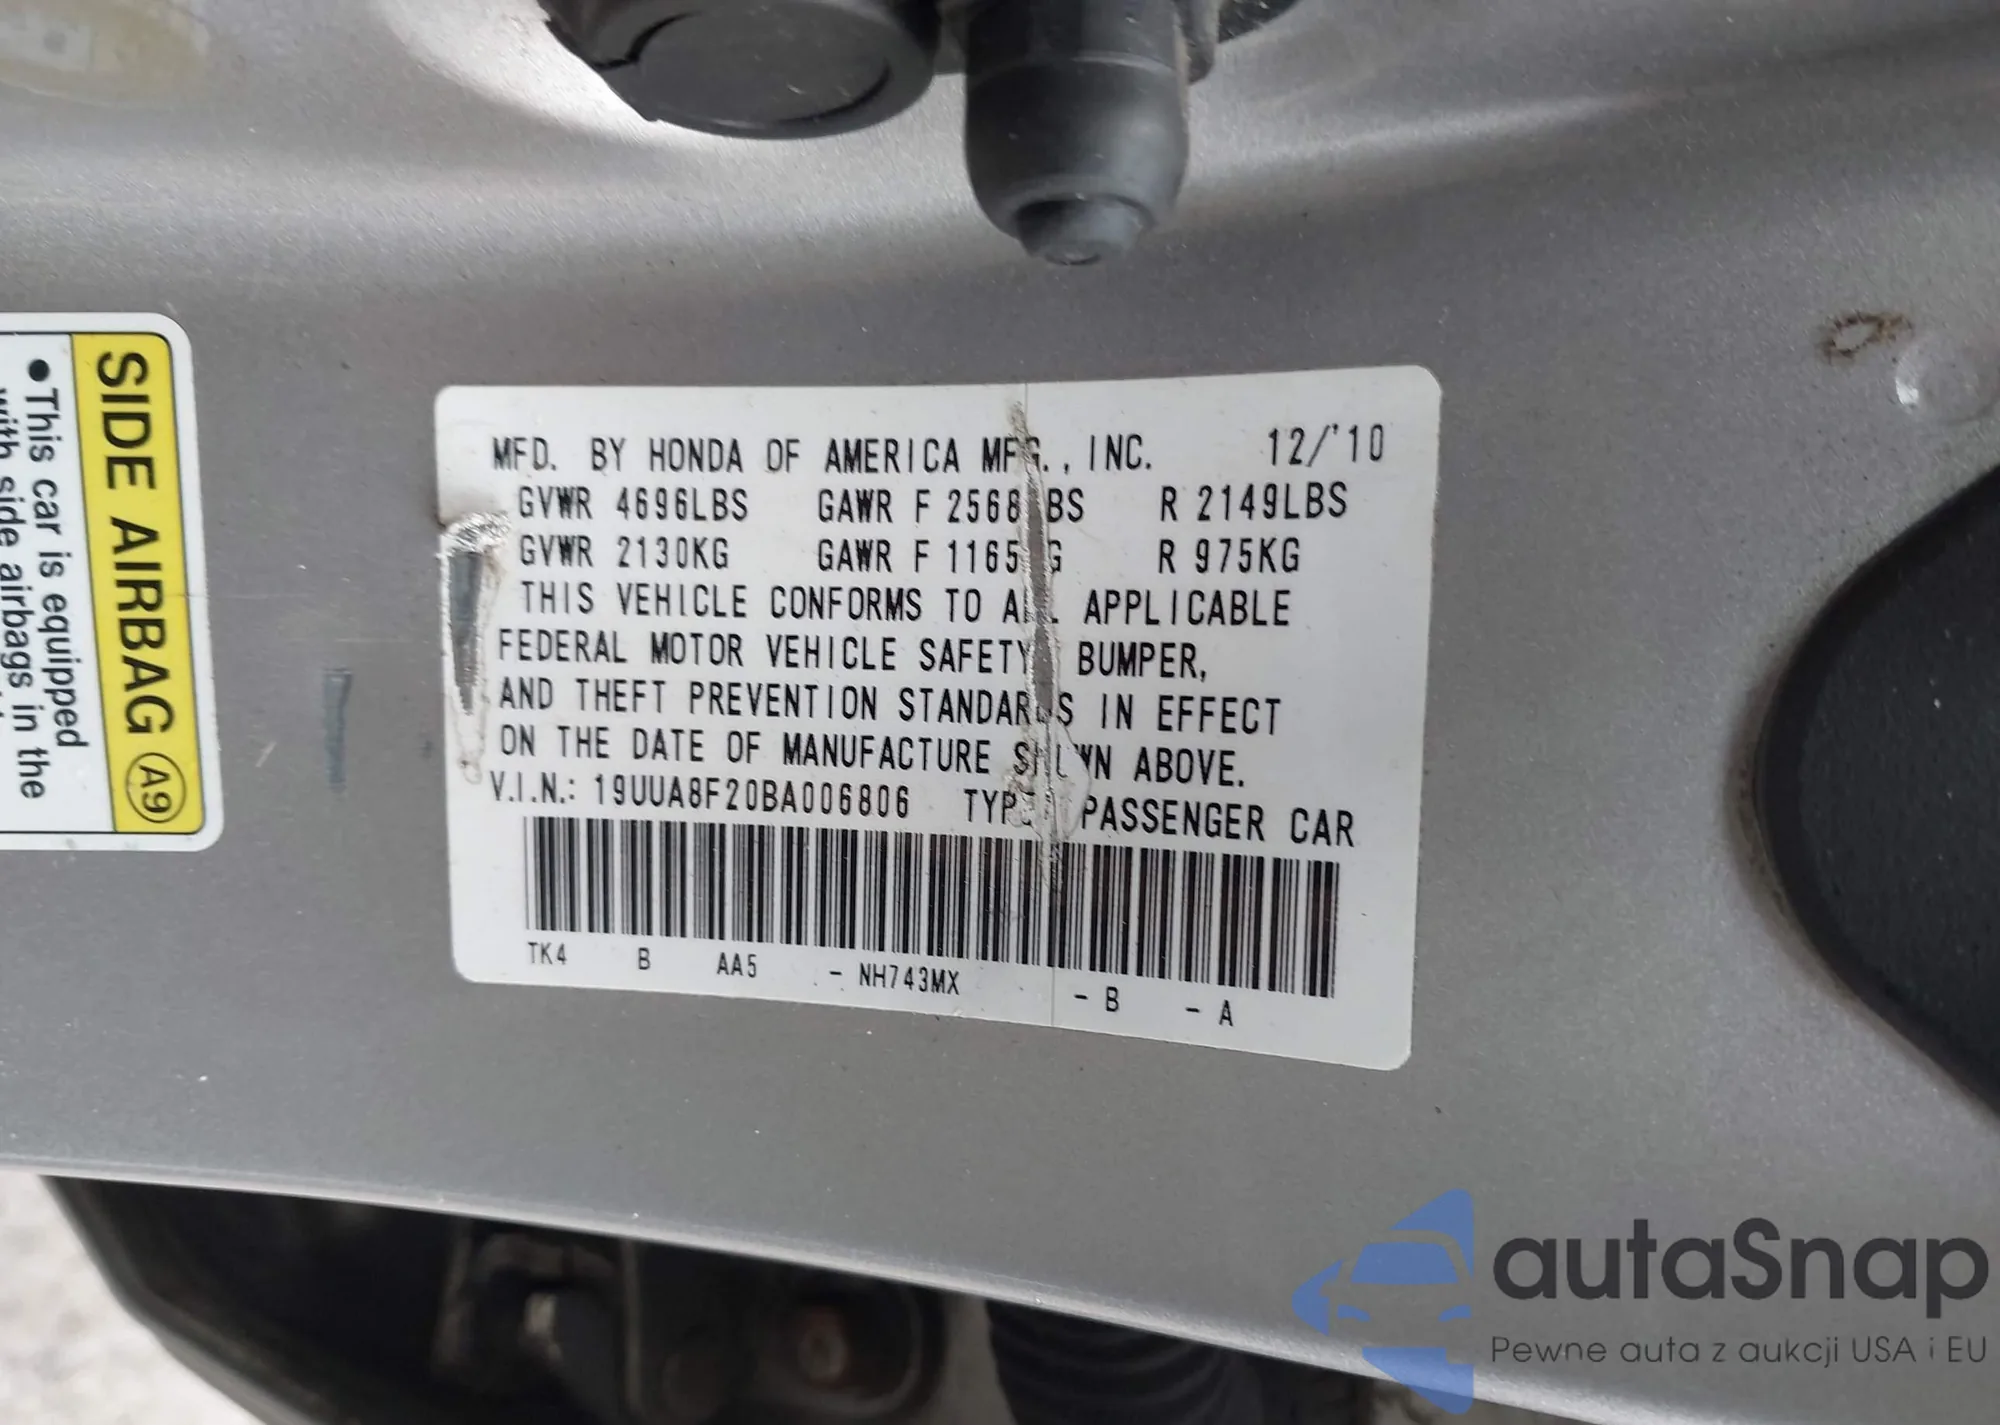 MFD. BY HONDA OF AMERICA MFG., INC. 12/'10
GVWR 4696LBS GAWR F 2568LBS R 2149LBS
GVWR 2130KG GAWR F 1165KG R 975KG
THIS VEHICLE CONFORMS TO ALL APPLICABLE
FEDERAL MOTOR VEHICLE SAFETY, BUMPER,
AND THEFT PREVENTION STANDARDS IN EFFECT
ON THE DATE OF MANUFACTURE SHOWN ABOVE.
V.I.N.: 19UUA8F20BA006806 TYPE: PASSENGER CAR
TK4 B AA5 - NH743MX - B - A
SIDE AIRBAG A9
•This car is equipped
with side airbags in the
autaSnap
Pewne auta z aukcji USA i EU